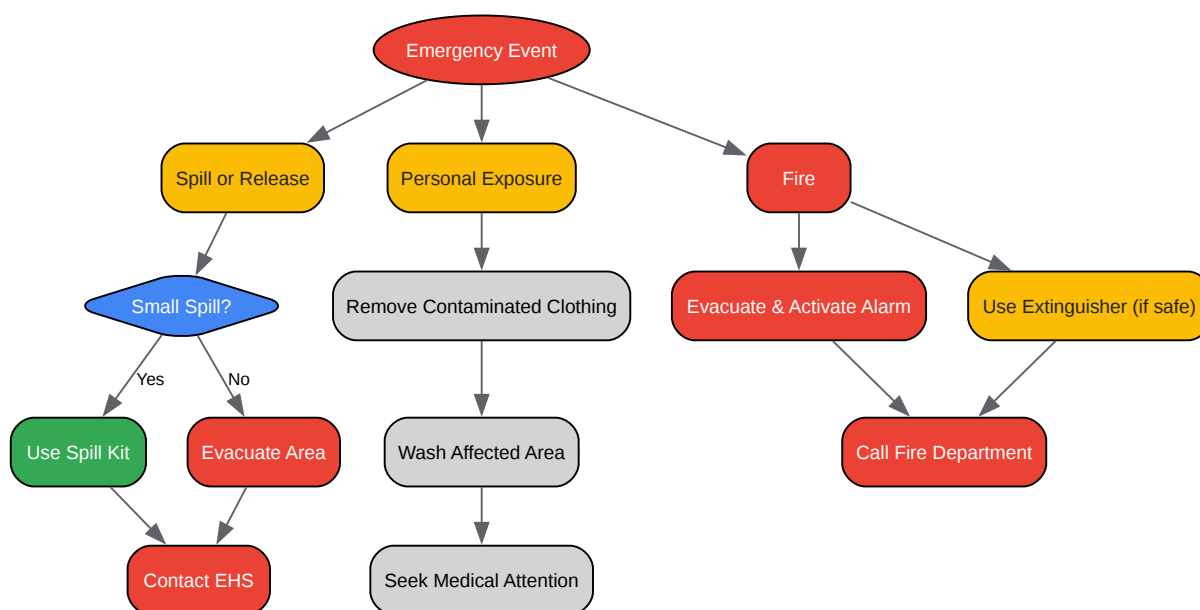 Emergency Event
Spill or Release
Personal Exposure
Fire
Small Spill?
Remove Contaminated Clothing
Evacuate & Activate Alarm
Use Extinguisher (if safe)
Yes
No
Use Spill Kit
Evacuate Area
Wash Affected Area
Call Fire Department
Contact EHS
Seek Medical Attention